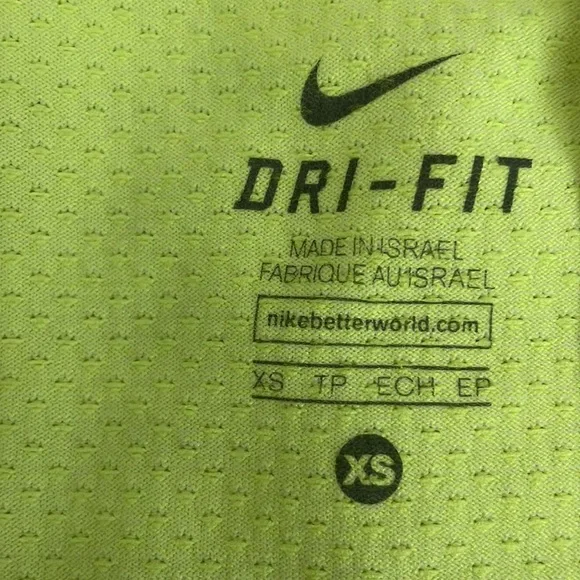 DRI-FIT
MADE IN ISRAEL
FABRIQUE AU ISRAEL
nikebetterworld.com
XS TP ECH EP
XS